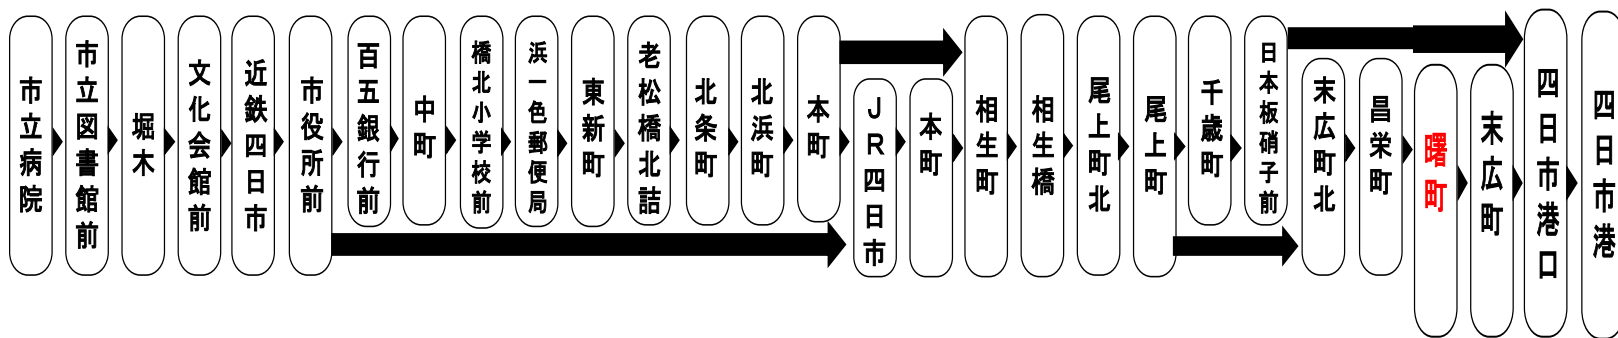 市立病院
市立図書館前
堀木
文化会館前
近鉄四日市
市役所前
百五銀行前
中町
橋北小学校前
浜一色郵便局
東新町
老松橋北詰
北条町
北浜町
本町
JR四日市
本町
相生町
相生橋
尾上町北
尾上町
千歳町
日本板硝子前
末広町北
昌栄町
曙町
末広町
四日市港口
四日市港